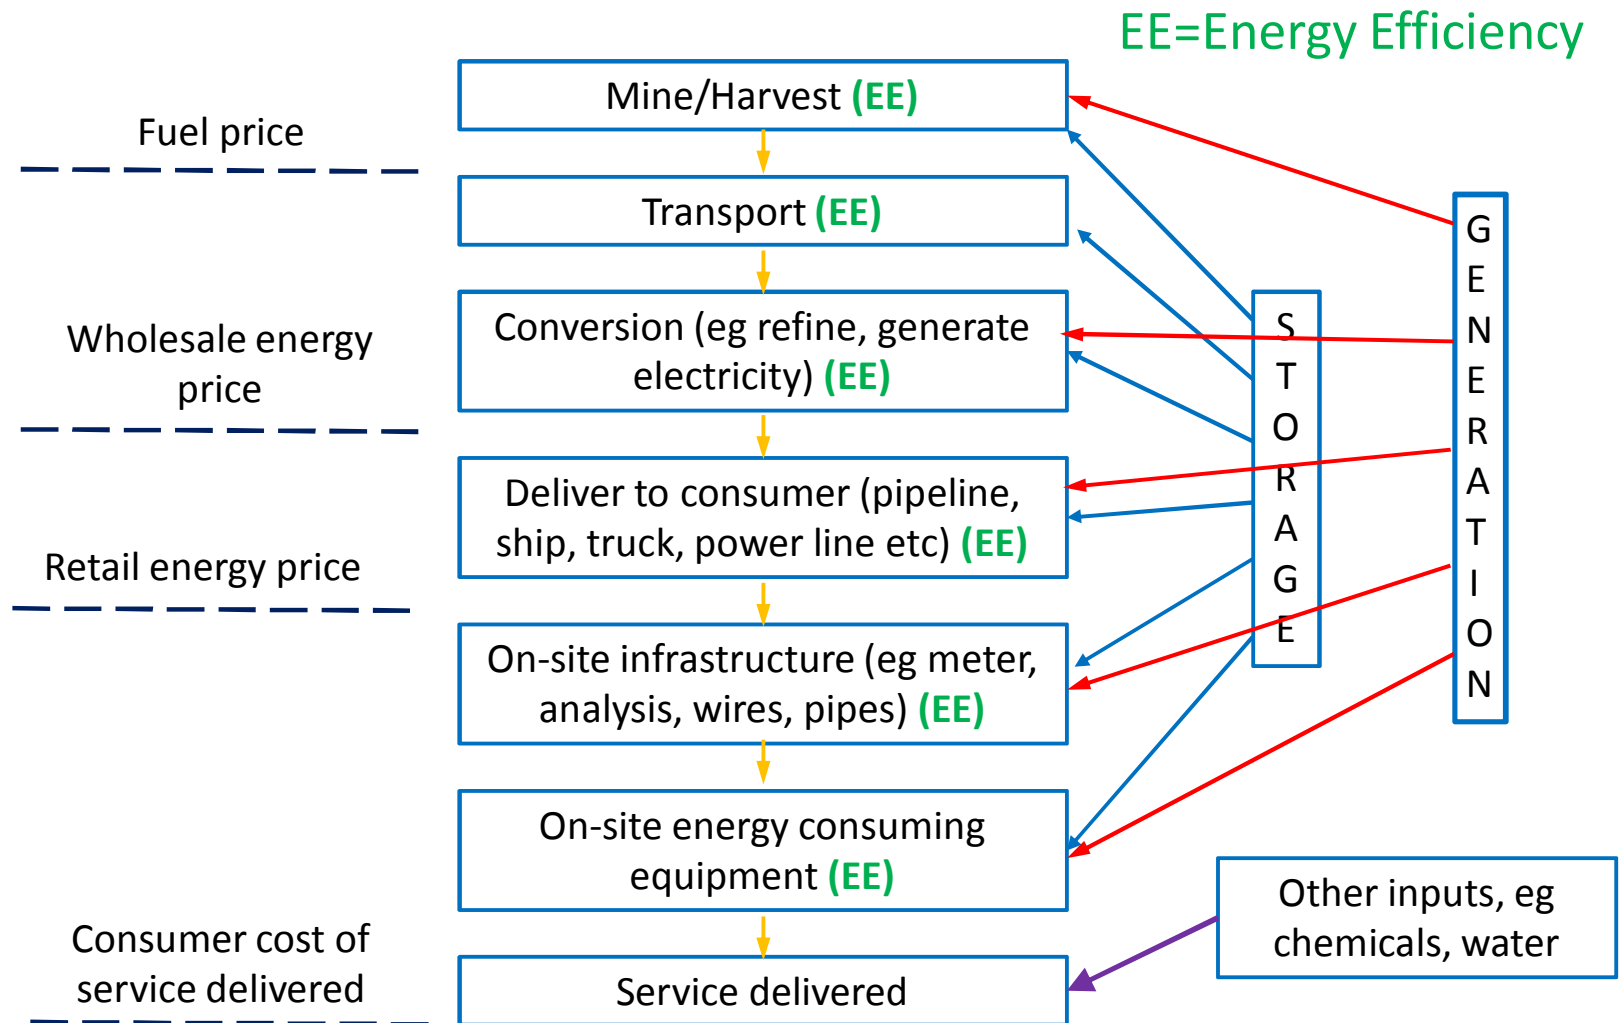 EE=Energy Efficiency
Mine/Harvest (EE)
Fuel price
Transport (EE)
Conversion (eg refine, generate
electricity) (EE)
Wholesale energy
price
Deliver to consumer (pipeline,
ship, truck, power line etc) (EE)
Retail energy price
On-site infrastructure (eg meter,
analysis, wires, pipes) (EE)
On-site energy consuming
equipment (EE)
Consumer cost of
service delivered
Service delivered
STORAGE
GENERATION
Other inputs, eg
chemicals, water